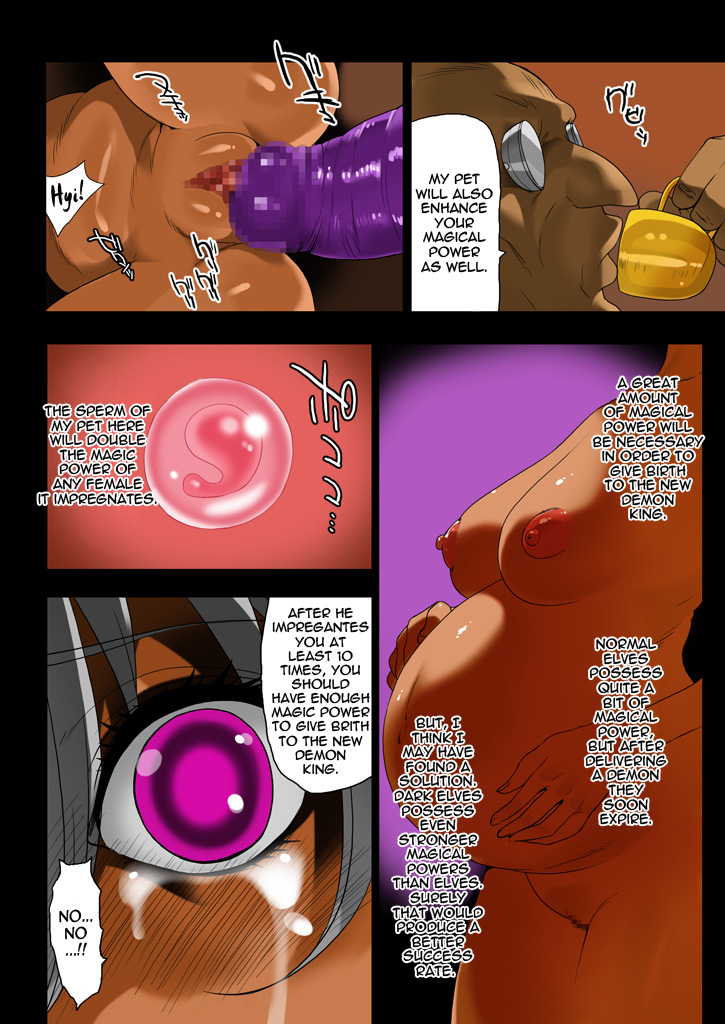 MY PET
WILL ALSO
ENHANCE
YOUR
MAGICAL
POWER
AS WELL.
Hyi!
A GREAT
AMOUNT
OF MAGICAL
POWER WILL
BE NECESSARY
IN ORDER TO
GIVE BIRTH
TO THE NEW
DEMON
KING.
NORMAL
ELVES
POSSESS
QUITE A
BIT OF
MAGICAL
POWER,
BUT AFTER
DELIVERING
A DEMON
THEY
SOON
EXPIRE.
BUT, I
THINK I
MAY HAVE
FOUND A
SOLUTION.
DARK ELVES
POSSESS
EVEN
STRONGER
MAGICAL
POWERS
THAN ELVES.
SURELY
THAT WOULD
PRODUCE A
BETTER
SUCCESS
RATE.
THE SPERM OF
MY PET HERE
WILL DOUBLE
THE MAGIC
POWER OF
ANY FEMALE
IT IMPREGNATES.
AFTER HE
IMPREGANTES
YOU AT
LEAST 10
TIMES, YOU
SHOULD
HAVE ENOUGH
MAGIC POWER
TO GIVE BRITH
TO THE NEW
DEMON
KING.
NO...
NO
...!!